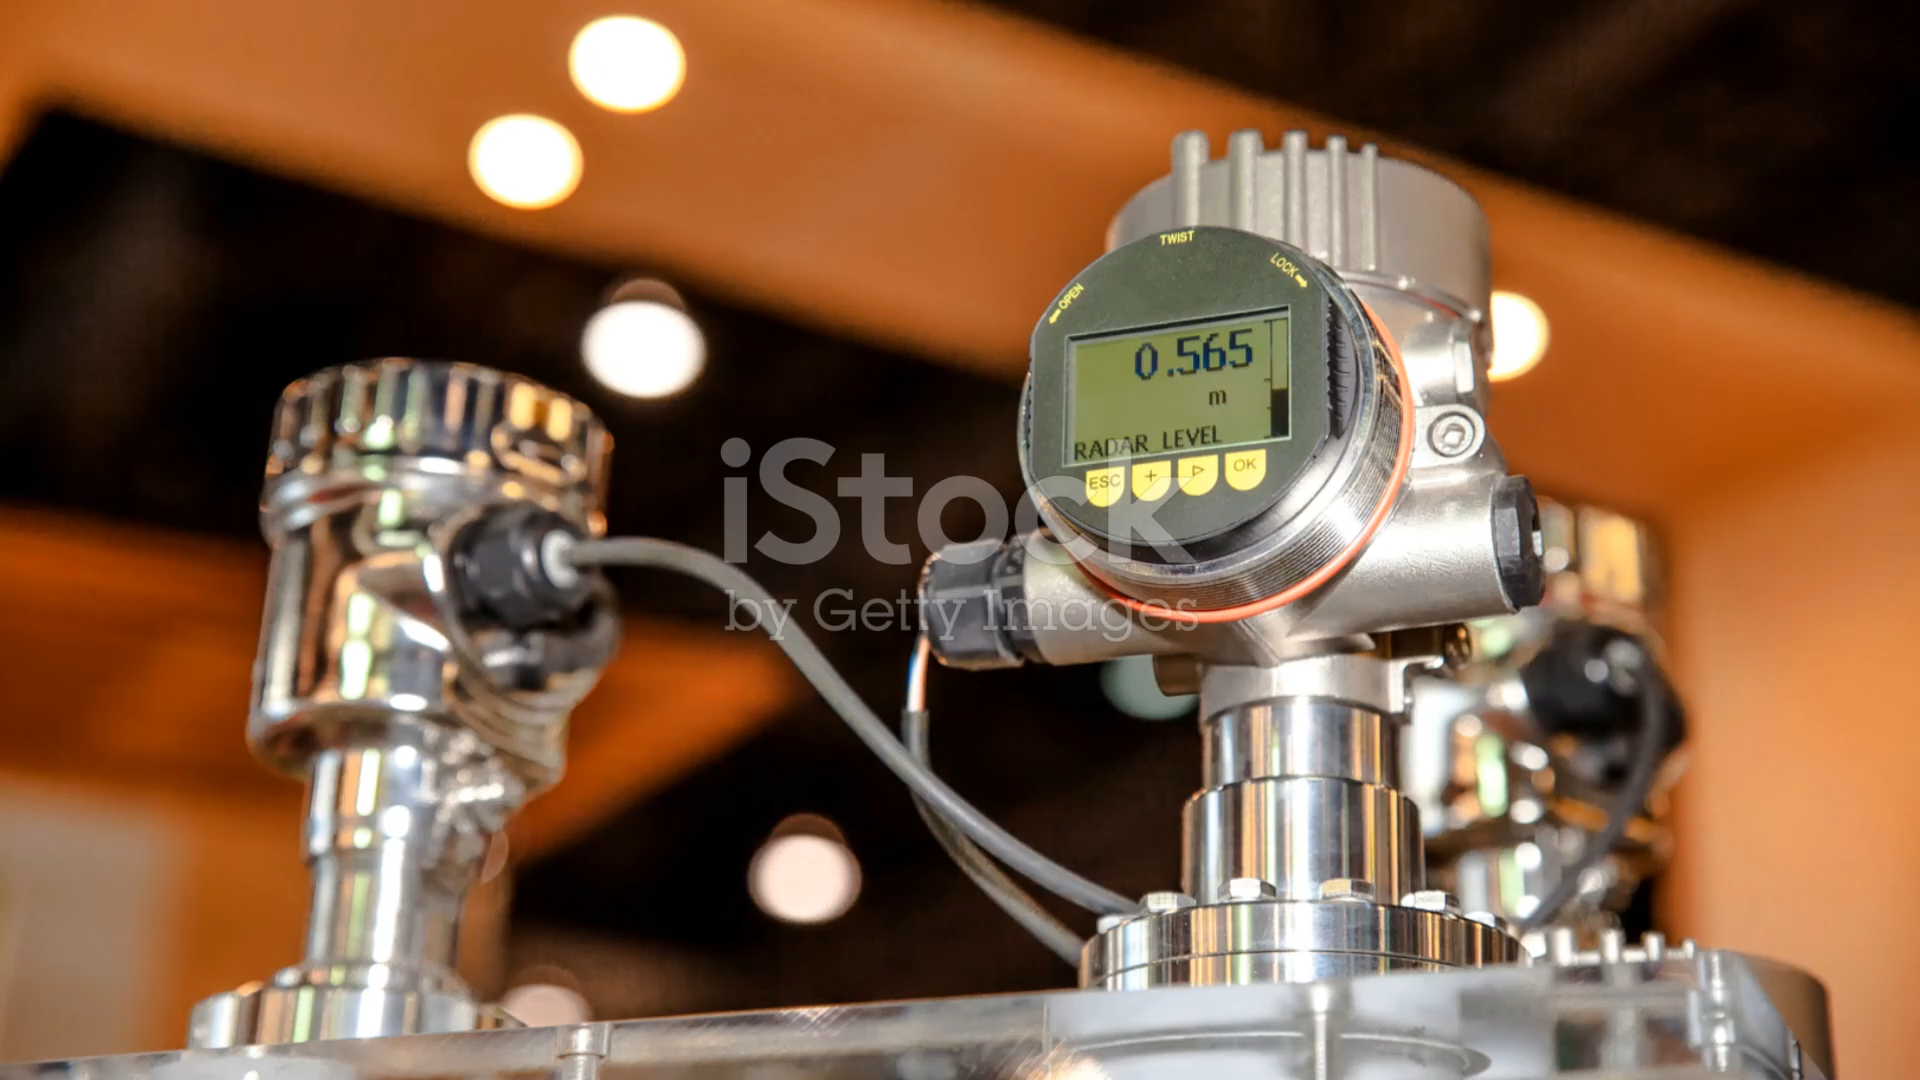 TWIST
OPEN
LOCK
0.565
m
RADAR LEVEL
ESC + OK
iStock
by Getty Images